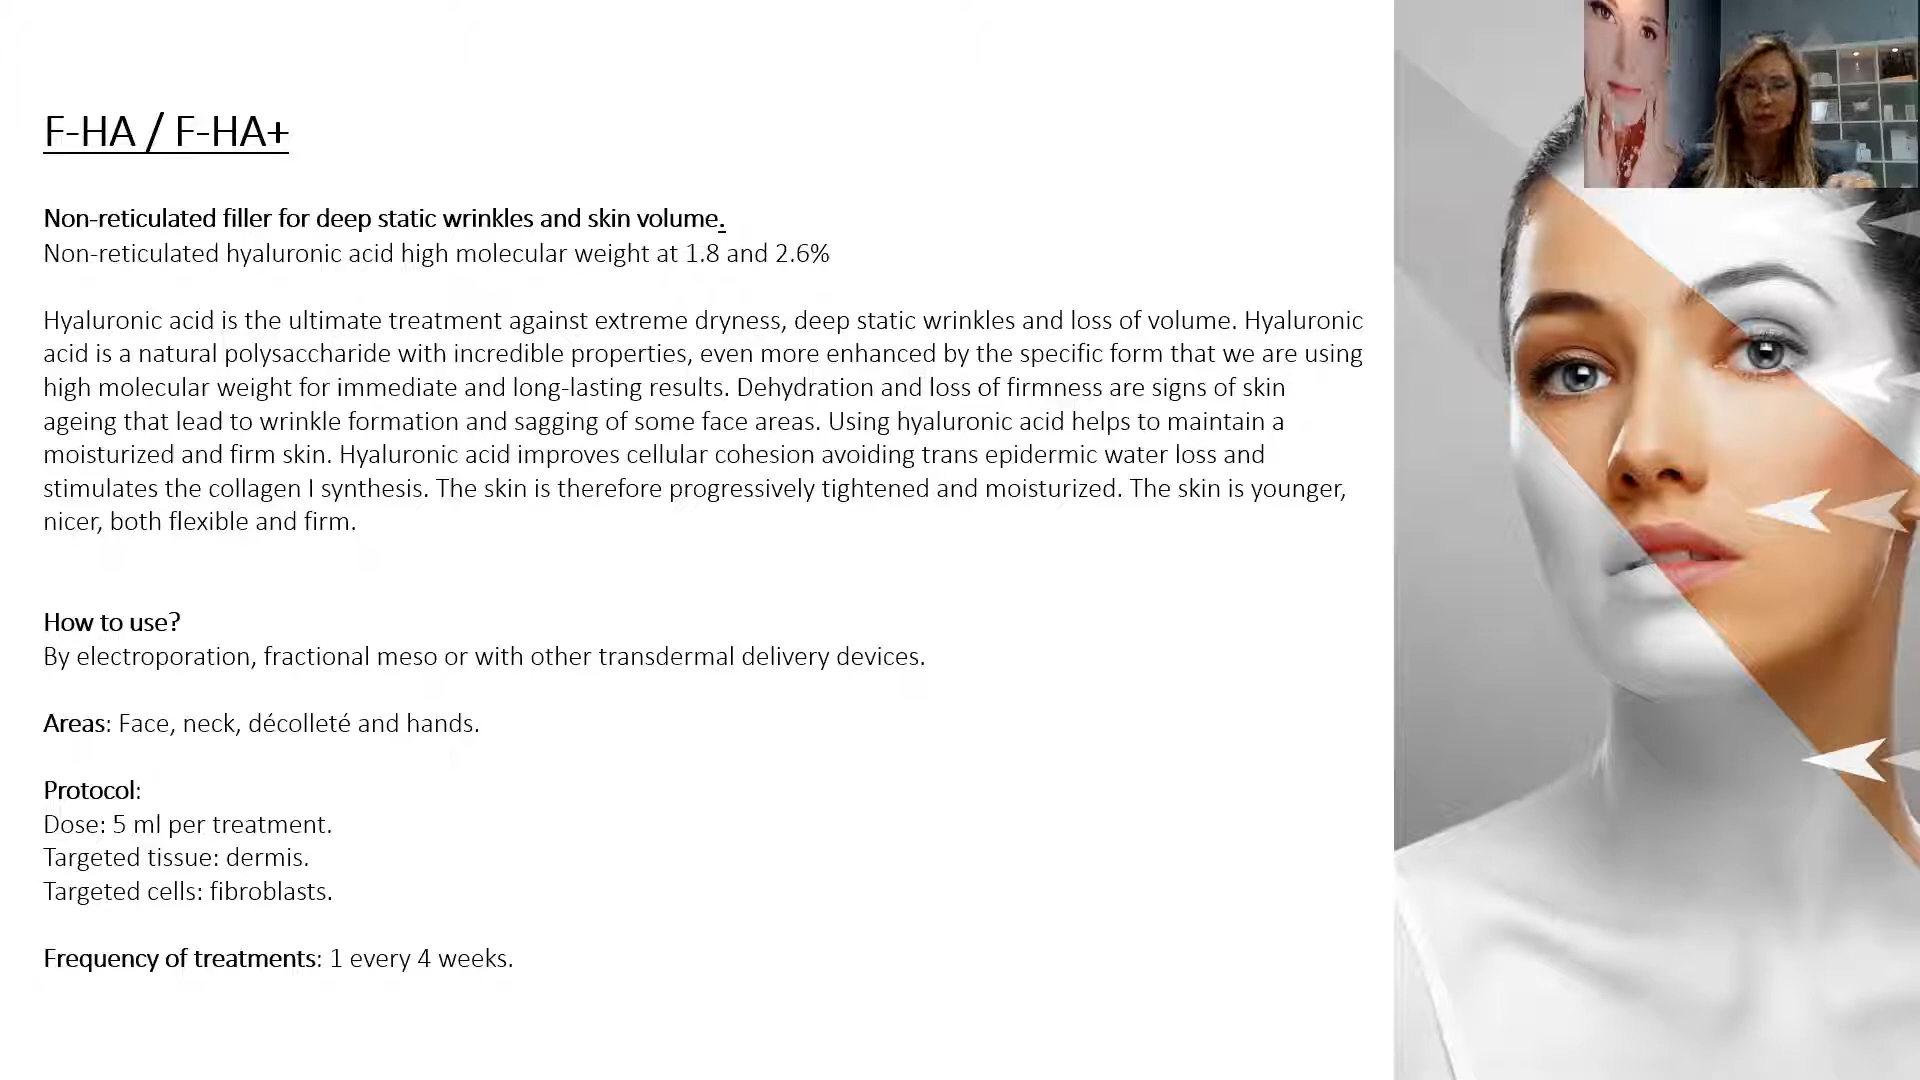 F-HA / F-HA+
Non-reticulated filler for deep static wrinkles and skin volume.
Non-reticulated hyaluronic acid high molecular weight at 1.8 and 2.6%
Hyaluronic acid is the ultimate treatment against extreme dryness, deep static wrinkles and loss of volume. Hyaluronic
acid is a natural polysaccharide with incredible properties, even more enhanced by the specific form that we are using
high molecular weight for immediate and long-lasting results. Dehydration and loss of firmness are signs of skin
ageing that lead to wrinkle formation and sagging of some face areas. Using hyaluronic acid helps to maintain a
moisturized and firm skin. Hyaluronic acid improves cellular cohesion avoiding trans epidermic water loss and
stimulates the collagen I synthesis. The skin is therefore progressively tightened and moisturized. The skin is younger,
nicer, both flexible and firm.
How to use?
By electroporation, fractional meso or with other transdermal delivery devices.
Areas: Face, neck, décolleté and hands.
Protocol:
Dose: 5 ml per treatment.
Targeted tissue: dermis.
Targeted cells: fibroblasts.
Frequency of treatments: 1 every 4 weeks.